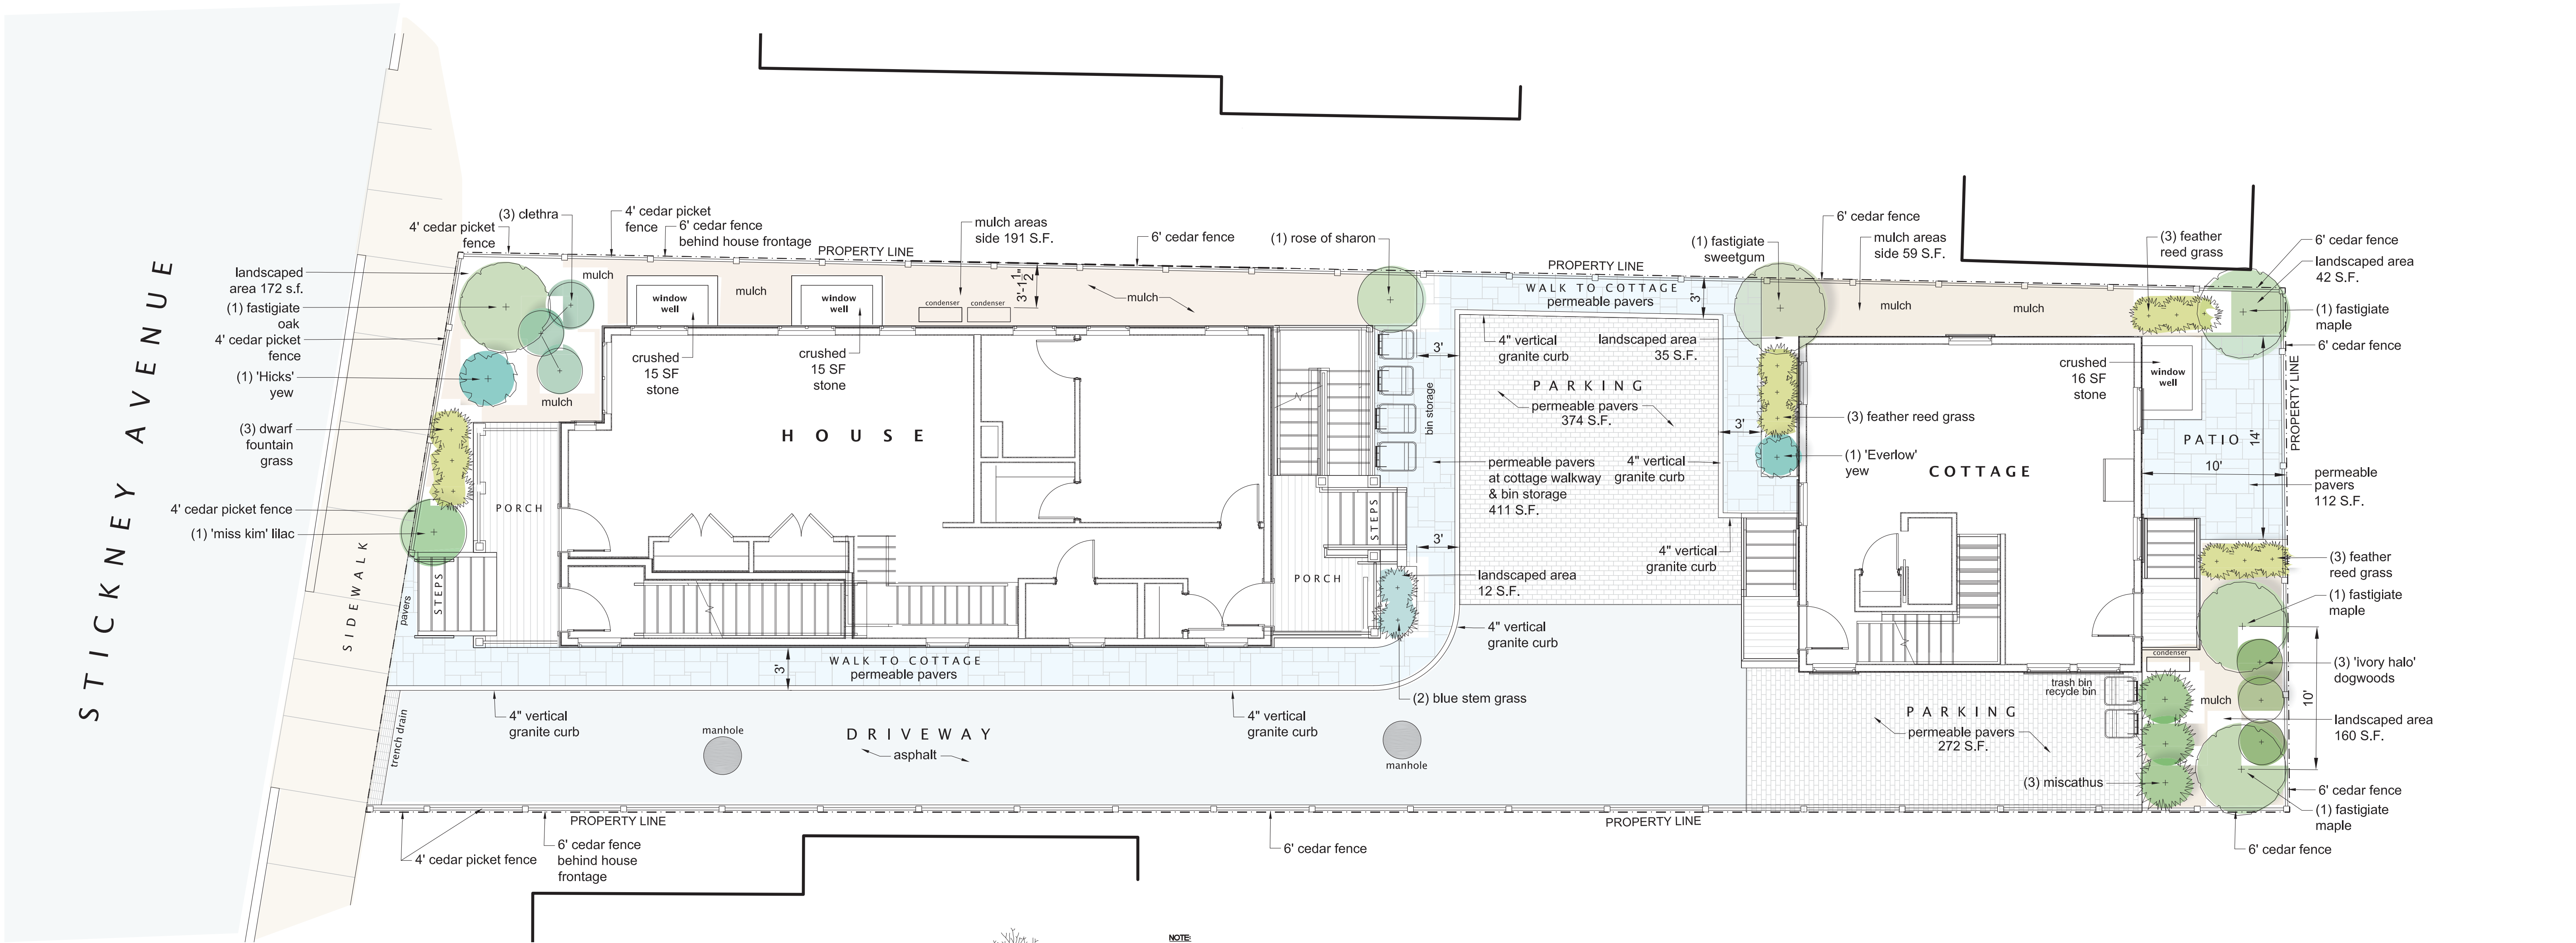 STICKNEY AVENUE
SIDEWALK
4' cedar picket
fence
(3) clethra
4' cedar picket
fence
6' cedar fence
behind house frontage
PROPERTY LINE
mulch areas
side 191 S.F.
6' cedar fence
(1) rose of sharon
PROPERTY LINE
(1) fastigiate
sweetgum
6' cedar fence
mulch areas
side 59 S.F.
(3) feather
reed grass
6' cedar fence
landscaped area
42 S.F.
(1) fastigiate
maple
6' cedar fence
PROPERTY LINE
landscaped
area 172 s.f.
(1) fastigiate
oak
4' cedar picket
fence
(1) 'Hicks'
yew
(3) dwarf
fountain
grass
4' cedar picket fence
(1) 'miss kim' lilac
mulch
mulch
window
well
mulch
window
well
condenser
condenser
3'-1 1/2"
mulch
crushed
15 SF
stone
crushed
15 SF
stone
HOUSE
PORCH
STEPS
pavers
WALK TO COTTAGE
permeable pavers
3'
4" vertical
granite curb
3'
bin storage
landscaped area
35 S.F.
PARKING
permeable pavers
374 S.F.
permeable pavers
at cottage walkway
& bin storage
411 S.F.
4" vertical
granite curb
3'
STEPS
PORCH
3'
4" vertical
granite curb
landscaped area
12 S.F.
4" vertical
granite curb
(2) blue stem grass
mulch
mulch
(3) feather reed grass
(1) 'Everlow'
yew
COTTAGE
crushed
16 SF
stone
window
well
PATIO
14'
10'
permeable
pavers
112 S.F.
(3) feather
reed grass
(1) fastigiate
maple
(3) 'ivory halo'
dogwoods
10'
landscaped area
160 S.F.
6' cedar fence
(1) fastigiate
maple
6' cedar fence
condenser
trash bin
recycle bin
mulch
PARKING
permeable pavers
272 S.F.
(3) miscathus
WALK TO COTTAGE
permeable pavers
3'
4" vertical
granite curb
4" vertical
granite curb
trench drain
manhole
DRIVEWAY
asphalt
manhole
PROPERTY LINE
PROPERTY LINE
4' cedar picket fence
6' cedar fence
behind house
frontage
6' cedar fence
NOTE: